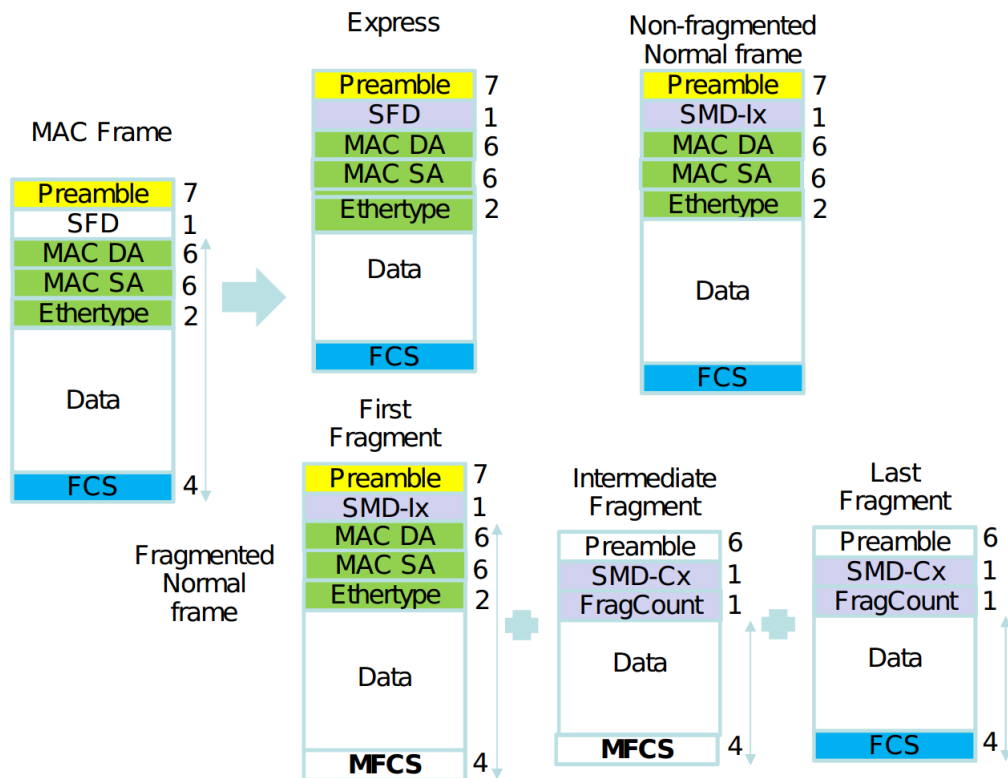 MAC Frame
Preamble 7
SFD 1
MAC DA 6
MAC SA 6
Ethertype 2
Data
FCS 4
Express
Preamble 7
SFD 1
MAC DA 6
MAC SA 6
Ethertype 2
Data
FCS
Non-fragmented
Normal frame
Preamble 7
SMD-Ix 1
MAC DA 6
MAC SA 6
Ethertype 2
Data
FCS
Fragmented
Normal
frame
First
Fragment
Preamble 7
SMD-Ix 1
MAC DA 6
MAC SA 6
Ethertype 2
Data
MFCS 4
Intermediate
Fragment
Preamble 6
SMD-Cx 1
FragCount 1
Data
MFCS 4
Last
Fragment
Preamble 6
SMD-Cx 1
FragCount 1
Data
FCS 4